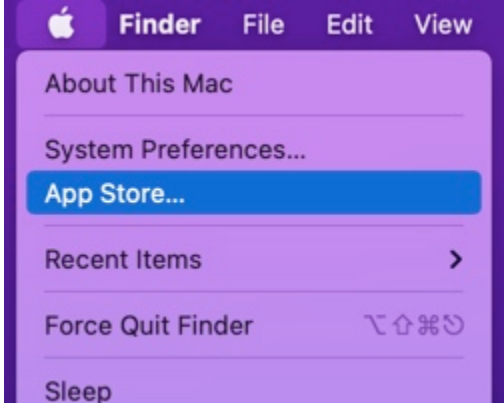 Finder File Edit View
About This Mac
System Preferences...
App Store...
Recent Items
Force Quit Finder ⌥⇧⌘⎋
Sleep